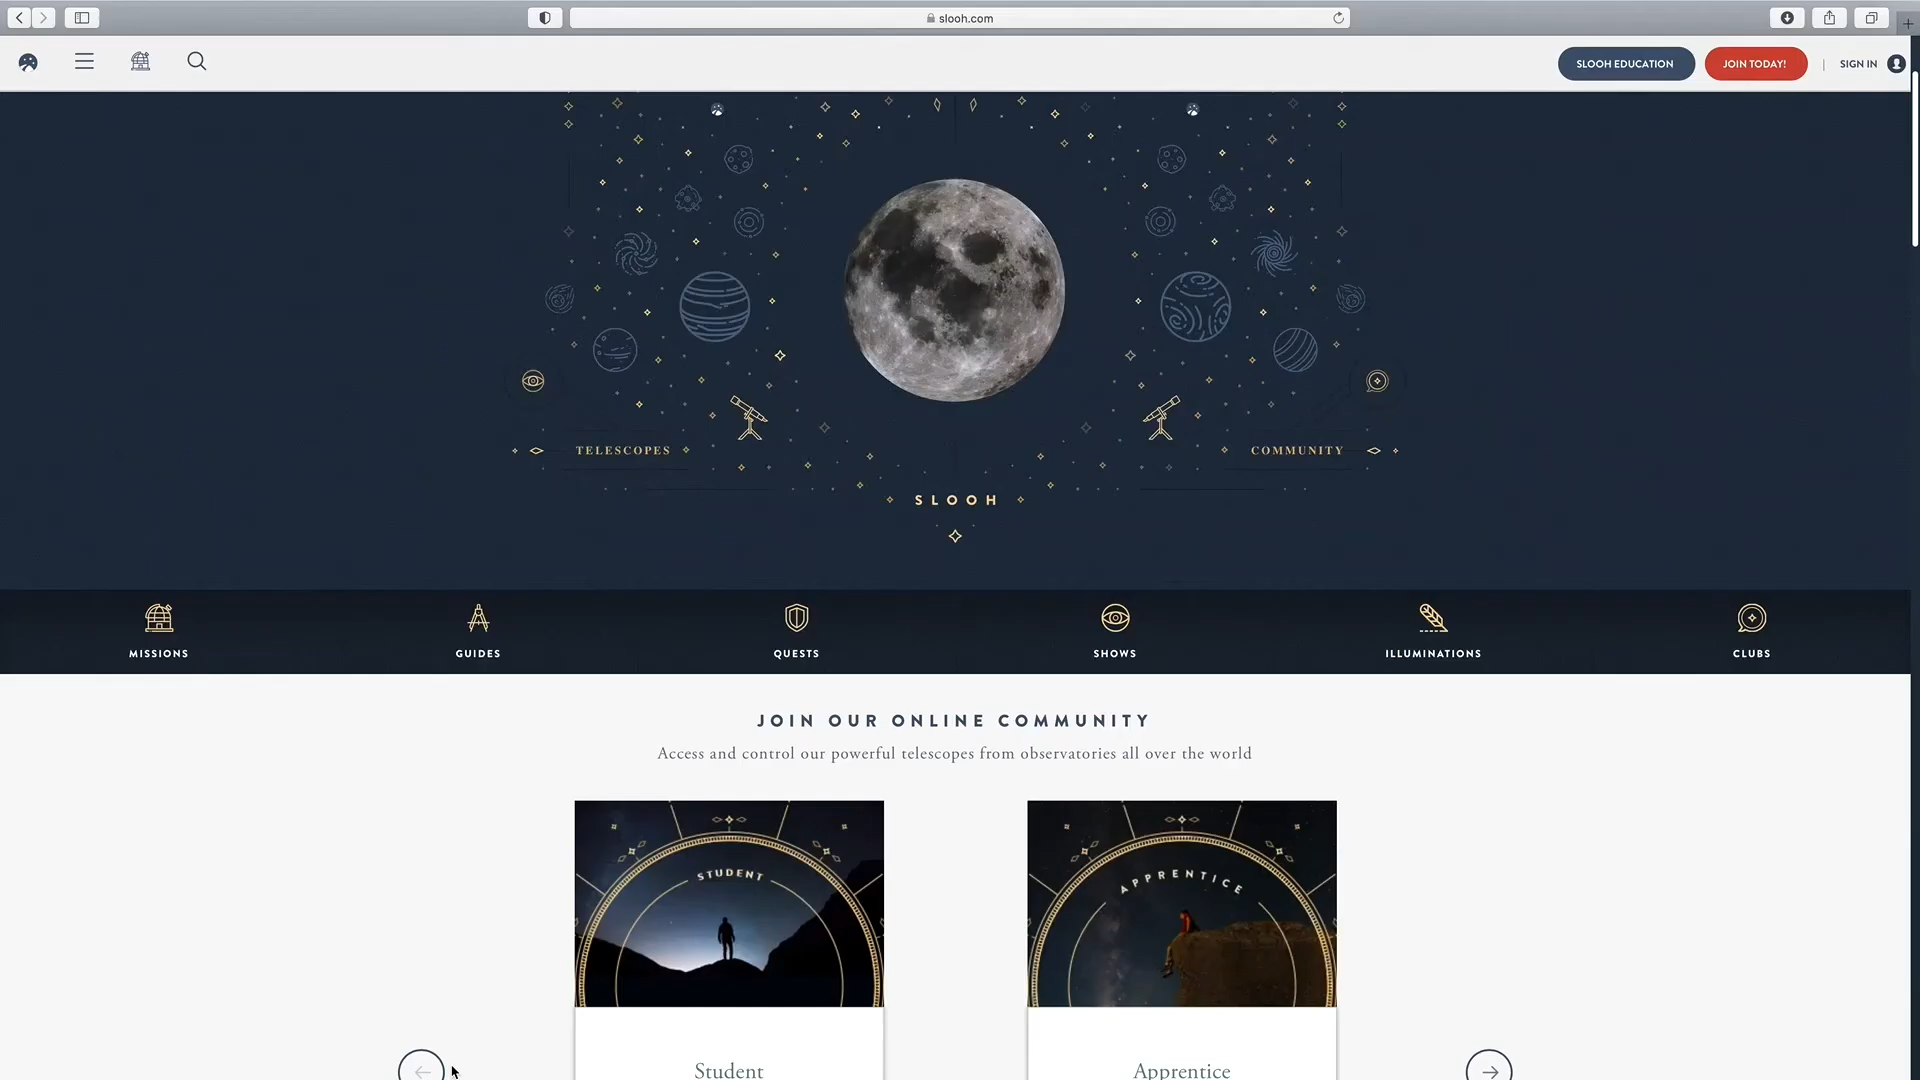 slooh.com
SLOOH EDUCATION
JOIN TODAY!
SIGN IN
TELESCOPES
COMMUNITY
SLOOH
MISSIONS
GUIDES
QUESTS
SHOWS
ILLUMINATIONS
CLUBS
JOIN OUR ONLINE COMMUNITY
Access and control our powerful telescopes from observatories all over the world
STUDENT
APPRENTICE
Student
Apprentice